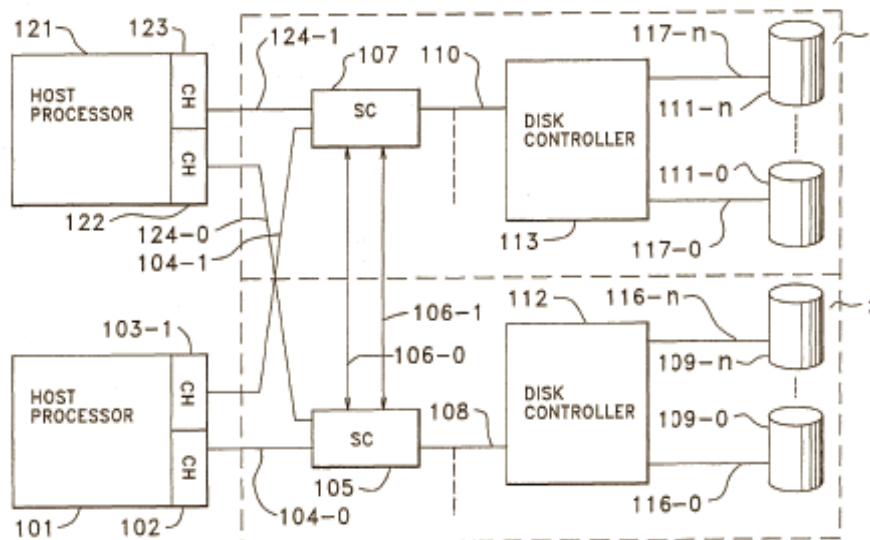 121
123
124-1
107
110
117-n
HOST
PROCESSOR
CH
CH
SC
DISK
CONTROLLER
111-n
111-0
122
124-0
104-1
113
117-0
103-1
106-1
106-0
112
116-n
109-n
HOST
PROCESSOR
CH
CH
SC
108
DISK
CONTROLLER
109-0
101
102
104-0
105
116-0